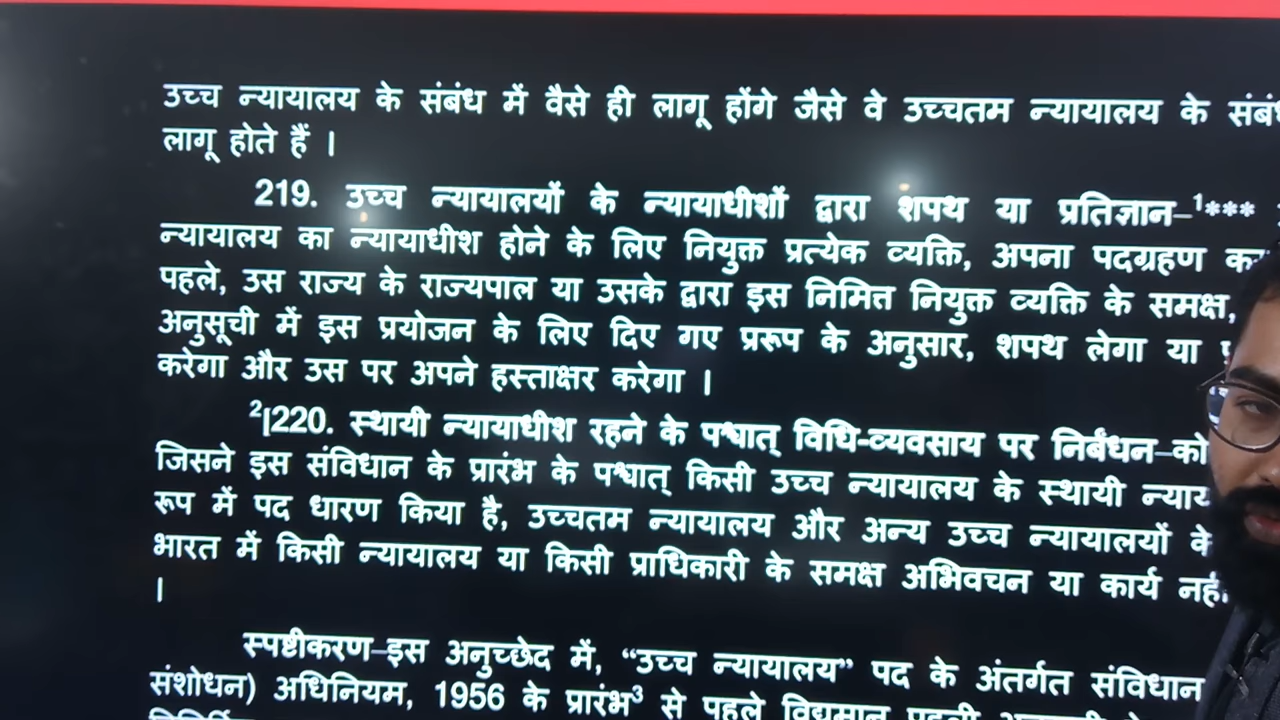 उच्च न्यायालय के संबंध में वैसे ही लागू होंगे जैसे वे उच्चतम न्यायालय के
लागू होते हैं ।
219. उच्च न्यायालयों के न्यायाधीशों द्वारा शपथ या प्रतिज्ञान–1***
न्यायालय का न्यायाधीश होने के लिए नियुक्त प्रत्येक व्यक्ति, अपना पदग्रहण
पहले, उस राज्य के राज्यपाल या उसके द्वारा इस निमित्त नियुक्त व्यक्ति के समक्ष,
अनुसूची में इस प्रयोजन के लिए दिए गए प्ररूप के अनुसार, शपथ लेगा या
करेगा और उस पर अपने हस्ताक्षर करेगा ।
2[220. स्थायी न्यायाधीश रहने के पश्चात् विधि-व्यवसाय पर निर्बंधन–
जिसने इस संविधान के प्रारंभ के पश्चात् किसी उच्च न्यायालय के स्थायी
रूप में पद धारण किया है, उच्चतम न्यायालय और अन्य उच्च न्यायालयों
भारत में किसी न्यायालय या किसी प्राधिकारी के समक्ष अभिवचन या कार्य
।
स्पष्टीकरण–इस अनुच्छेद में, “उच्च न्यायालय” पद के अंतर्गत संविधान
संशोधन) अधिनियम, 1956 के प्रारंभ3 से पहले विद्यमान पहली